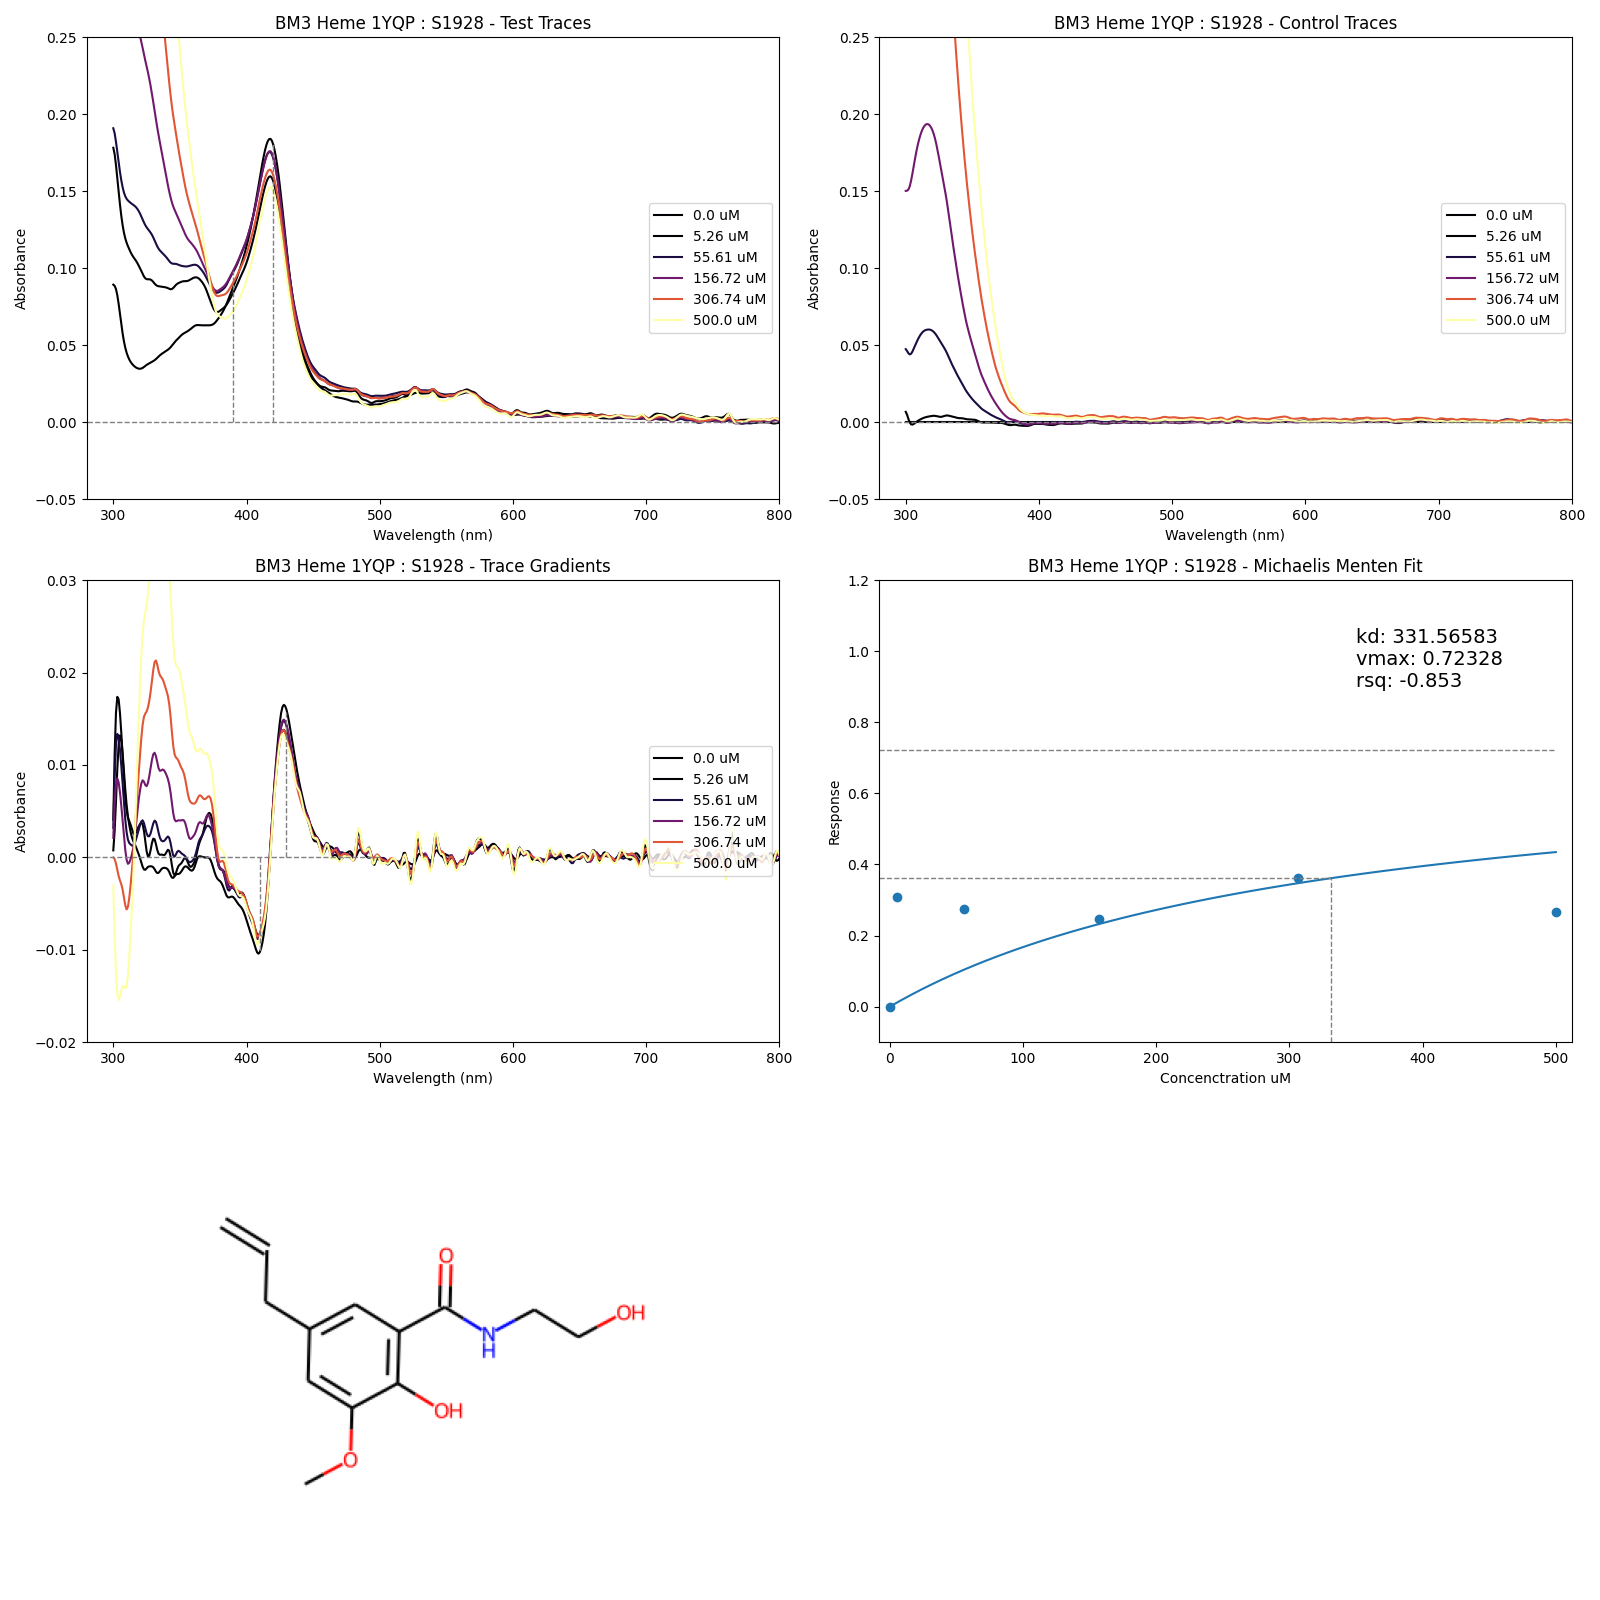 BM3 Heme 1YQP : S1928 - Test Traces
0.25
0.20
0.15
0.10
0.05
0.00
−0.05
Absorbance
300
400
500
600
700
800
Wavelength (nm)
0.0 uM
5.26 uM
55.61 uM
156.72 uM
306.74 uM
500.0 uM
BM3 Heme 1YQP : S1928 - Control Traces
0.25
0.20
0.15
0.10
0.05
0.00
−0.05
Absorbance
300
400
500
600
700
800
Wavelength (nm)
0.0 uM
5.26 uM
55.61 uM
156.72 uM
306.74 uM
500.0 uM
BM3 Heme 1YQP : S1928 - Trace Gradients
0.03
0.02
0.01
0.00
−0.01
−0.02
Absorbance
300
400
500
600
700
800
Wavelength (nm)
0.0 uM
5.26 uM
55.61 uM
156.72 uM
306.74 uM
500.0 uM
BM3 Heme 1YQP : S1928 - Michaelis Menten Fit
1.2
1.0
0.8
0.6
0.4
0.2
0.0
Response
0
100
200
300
400
500
Concenctration uM
kd: 331.56583
vmax: 0.72328
rsq: -0.853
O
OH
N
H
OH
O